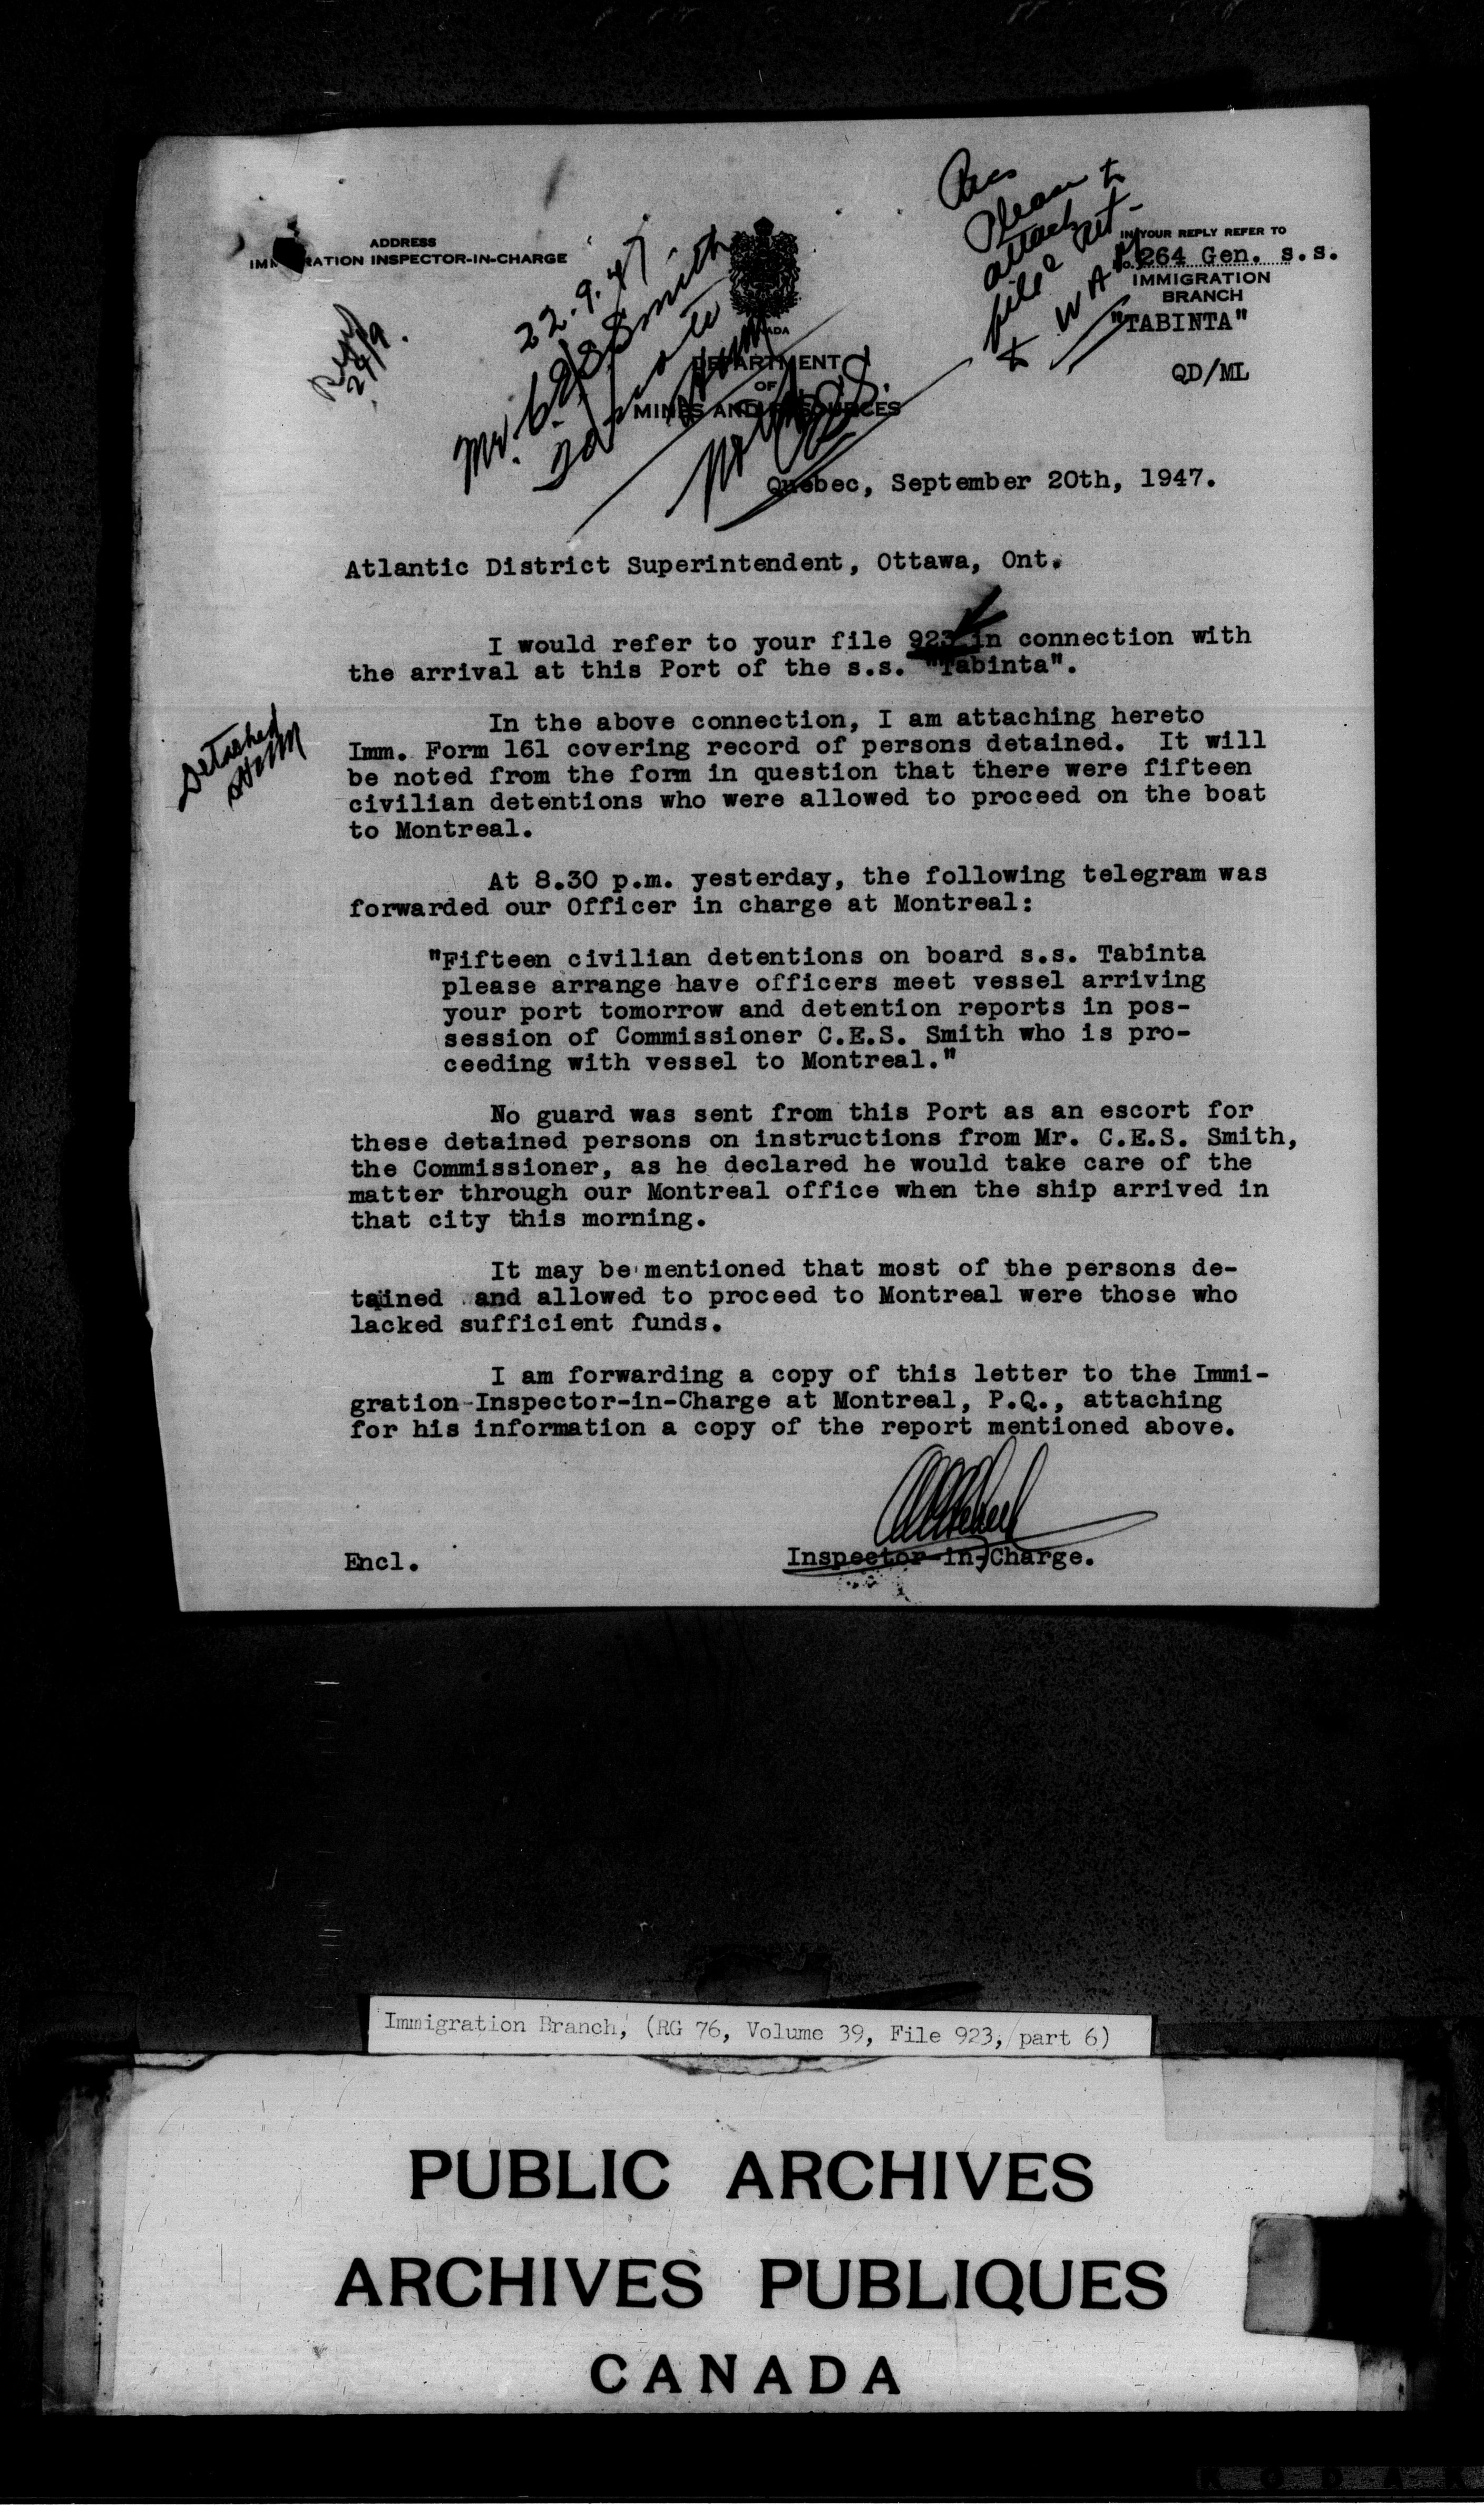 ADDRESS
IMMIGRATION INSPECTOR-IN-CHARGE
22.9.47
Mr. C.E.S. Smith
to note
Please
attach
file
IN YOUR REPLY REFER TO
No. 264 Gen. s.s.
IMMIGRATION
BRANCH
"TABINTA"
QD/ML
24/9
CANADA
DEPARTMENT
OF
MINES AND RESOURCES
Quebec, September 20th, 1947.
Atlantic District Superintendent, Ottawa, Ont.
I would refer to your file 923 in connection with
the arrival at this Port of the s.s. "Tabinta".
Detached
In the above connection, I am attaching hereto
Imm. Form 161 covering record of persons detained. It will
be noted from the form in question that there were fifteen
civilian detentions who were allowed to proceed on the boat
to Montreal.
At 8.30 p.m. yesterday, the following telegram was
forwarded our Officer in charge at Montreal:
"Fifteen civilian detentions on board s.s. Tabinta
please arrange have officers meet vessel arriving
your port tomorrow and detention reports in pos-
session of Commissioner C.E.S. Smith who is pro-
ceeding with vessel to Montreal."
No guard was sent from this Port as an escort for
these detained persons on instructions from Mr. C.E.S. Smith,
the Commissioner, as he declared he would take care of the
matter through our Montreal office when the ship arrived in
that city this morning.
It may be mentioned that most of the persons de-
tained and allowed to proceed to Montreal were those who
lacked sufficient funds.
I am forwarding a copy of this letter to the Immi-
gration-Inspector-in-Charge at Montreal, P.Q., attaching
for his information a copy of the report mentioned above.
Encl.
Inspector-in-Charge.
Immigration Branch, (RG 76, Volume 39, File 923, part 6)
PUBLIC ARCHIVES
ARCHIVES PUBLIQUES
CANADA